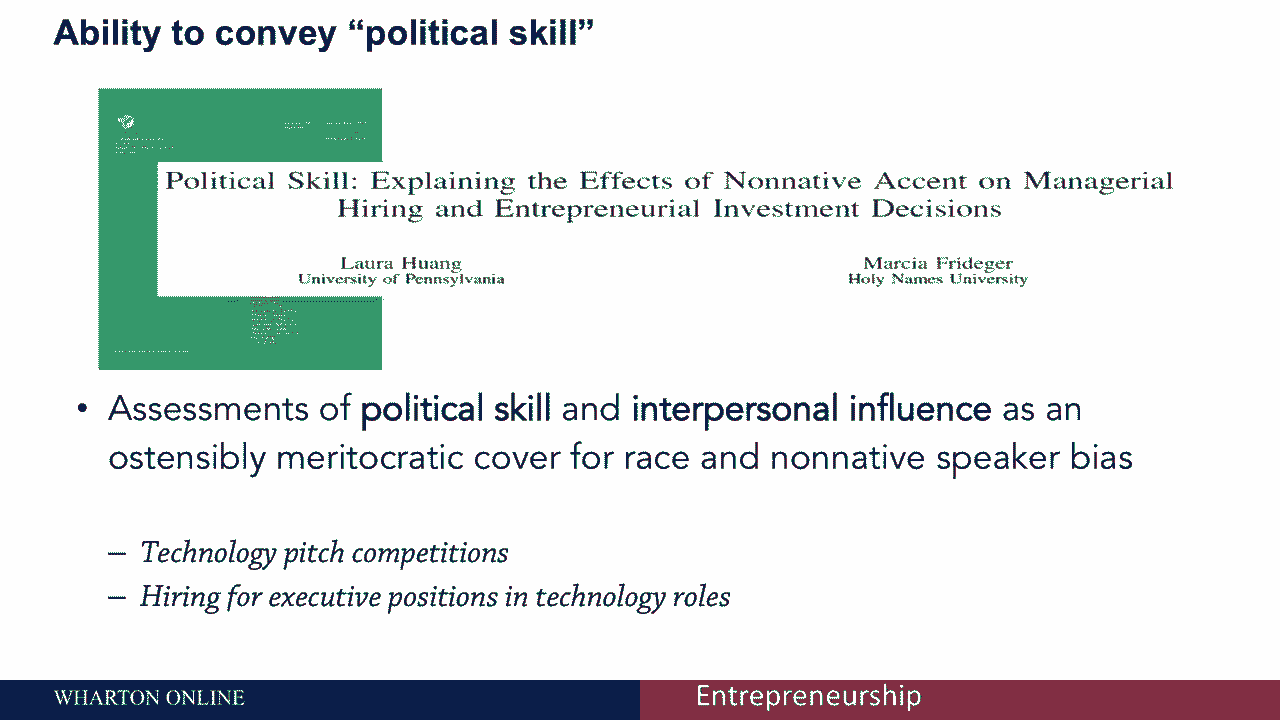 Ability to convey “political skill”
Political Skill: Explaining the Effects of Nonnative Accent on Managerial
Hiring and Entrepreneurial Investment Decisions
Laura Huang
Marcia Frideger
University of Pennsylvania
Holy Names University
• Assessments of political skill and interpersonal influence as an
ostensibly meritocratic cover for race and nonnative speaker bias
– Technology pitch competitions
– Hiring for executive positions in technology roles
WHARTON ONLINE
Entrepreneurship